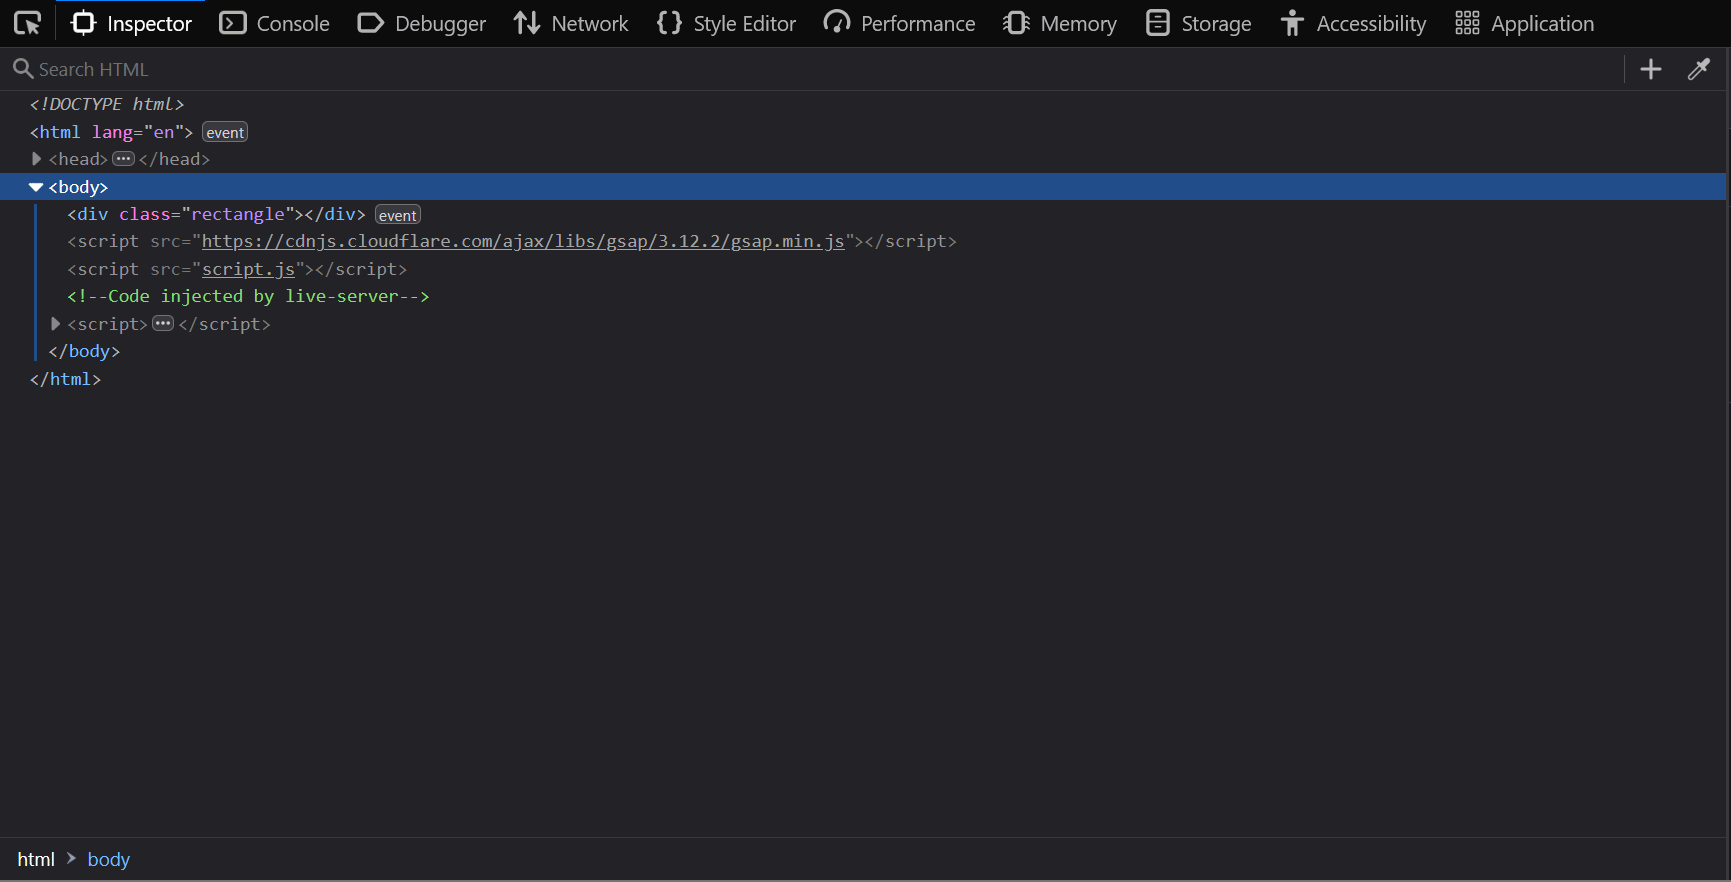 Inspector Console Debugger Network Style Editor Performance Memory Storage Accessibility Application
Search HTML
<!DOCTYPE html>
<html lang="en"> event
<head> ••• </head>
<body>
<div class="rectangle"></div> event
<script src="https://cdnjs.cloudflare.com/ajax/libs/gsap/3.12.2/gsap.min.js"></script>
<script src="script.js"></script>
<!--Code injected by live-server-->
<script> ••• </script>
</body>
</html>
html > body